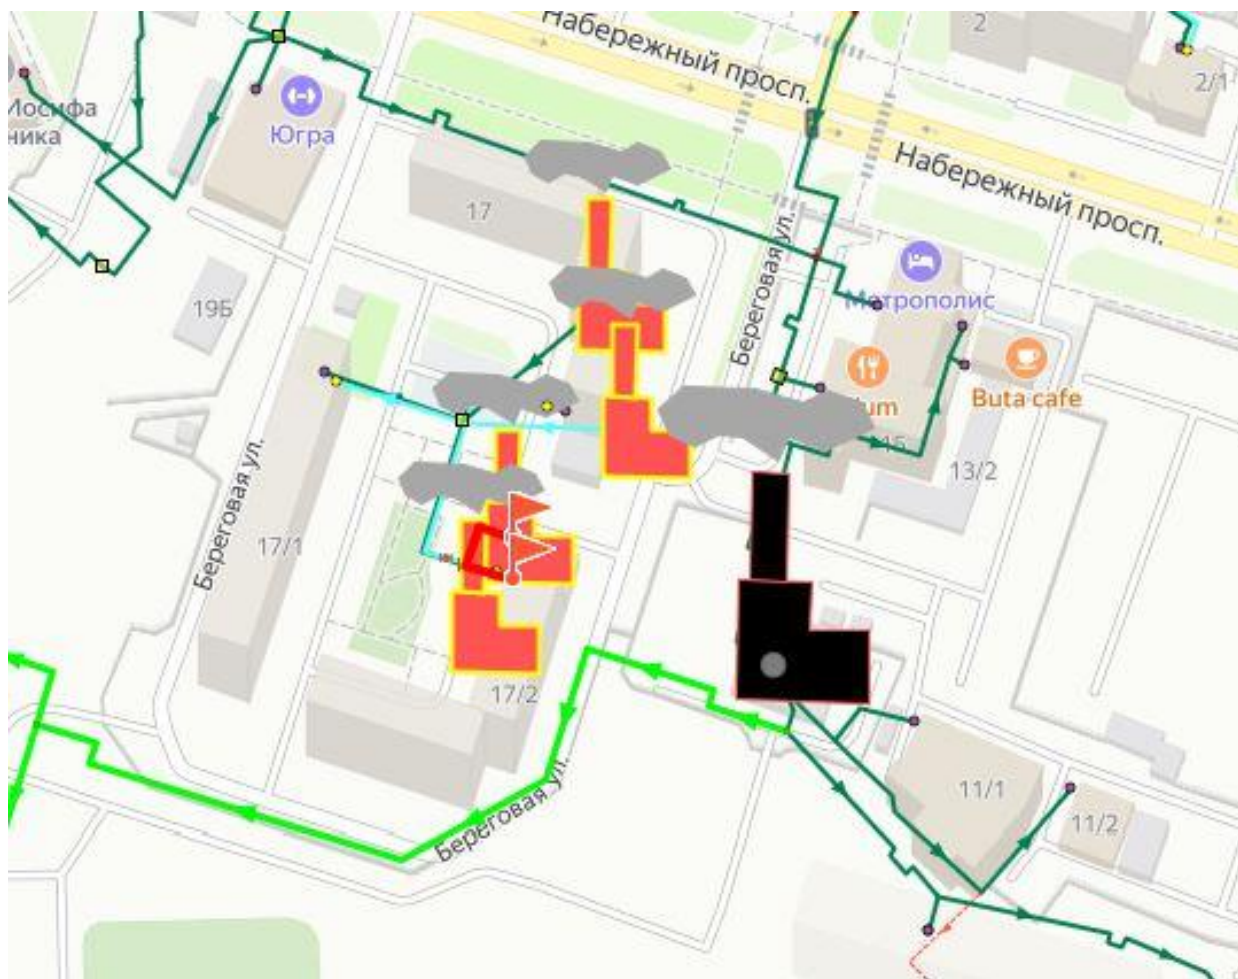 Набережный просп.
2
2/1
Иосифа
ника
Югра
Набережный просп.
17
Береговая ул.
Метрополис
19Б
um
Buta cafe
15
13/2
Береговая ул.
17/1
17/2
11/1
11/2
Береговая ул.